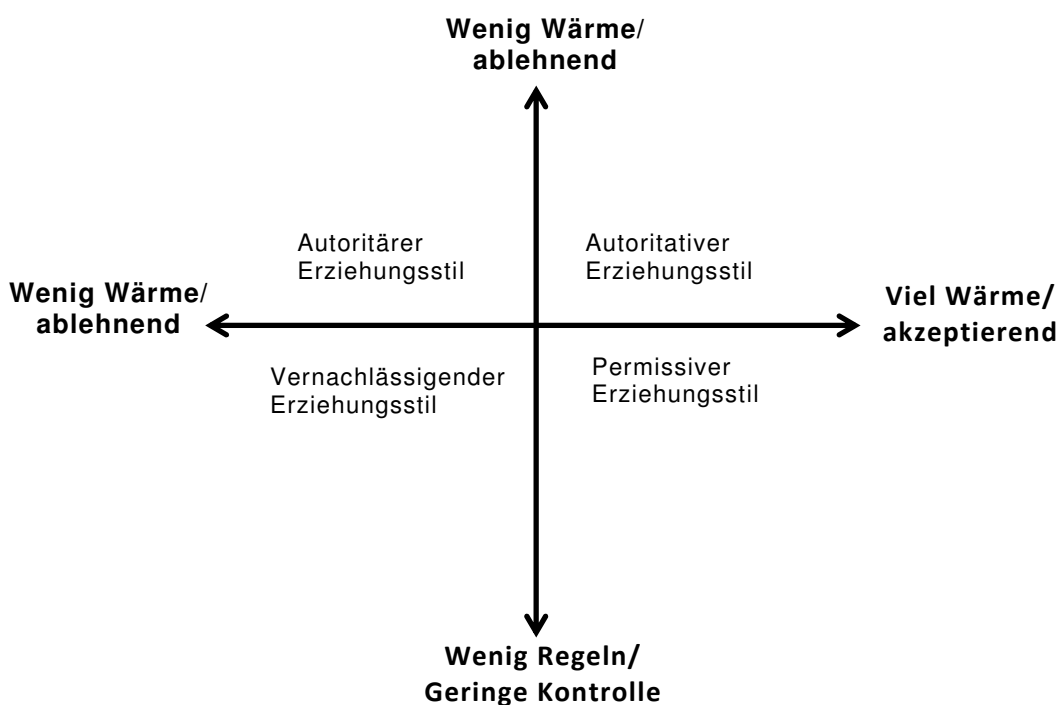 Wenig Wärme/
ablehnend
Autoritärer
Erziehungsstil
Autoritativer
Erziehungsstil
Wenig Wärme/
ablehnend
Viel Wärme/
akzeptierend
Vernachlässigender
Erziehungsstil
Permissiver
Erziehungsstil
Wenig Regeln/
Geringe Kontrolle